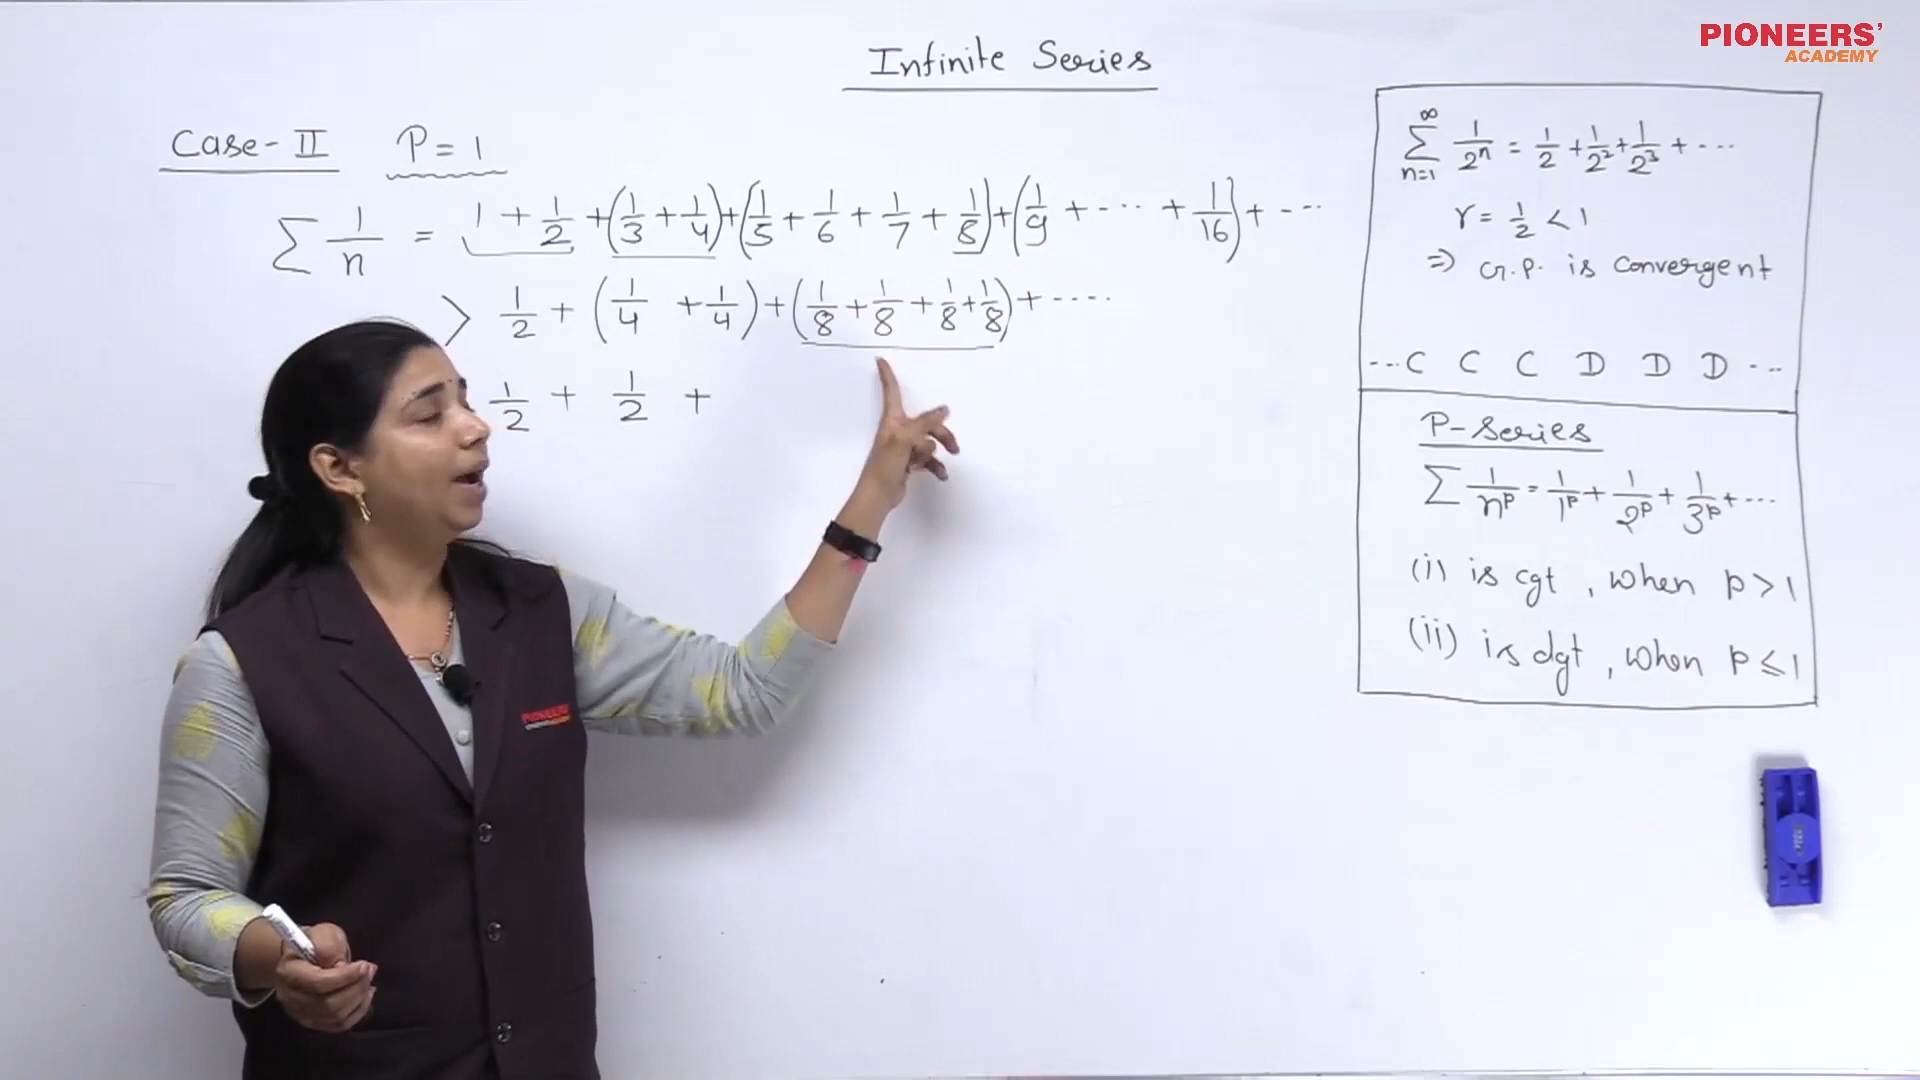 PIONEERS'
ACADEMY
Infinite Series
Case-II P=1
∑ 1/n = 1 + 1/2 + (1/3 + 1/4) + (1/5 + 1/6 + 1/7 + 1/8) + (1/9 + ---- + 1/16) + ---
> 1/2 + (1/4 + 1/4) + (1/8 + 1/8 + 1/8 + 1/8) + ----
1/2 + 1/2 +
∞∑n=1 1/2ⁿ = 1/2 + 1/2² + 1/2³ + ---
r = 1/2 < 1
⇒ G.P. is convergent
---C C C D D D ---
P-Series
∑ 1/nᵖ = 1/1ᵖ + 1/2ᵖ + 1/3ᵖ + ---
(i) is cgt, when p > 1
(ii) is dgt, when p ≤ 1
PIONEERS
ACADEMY